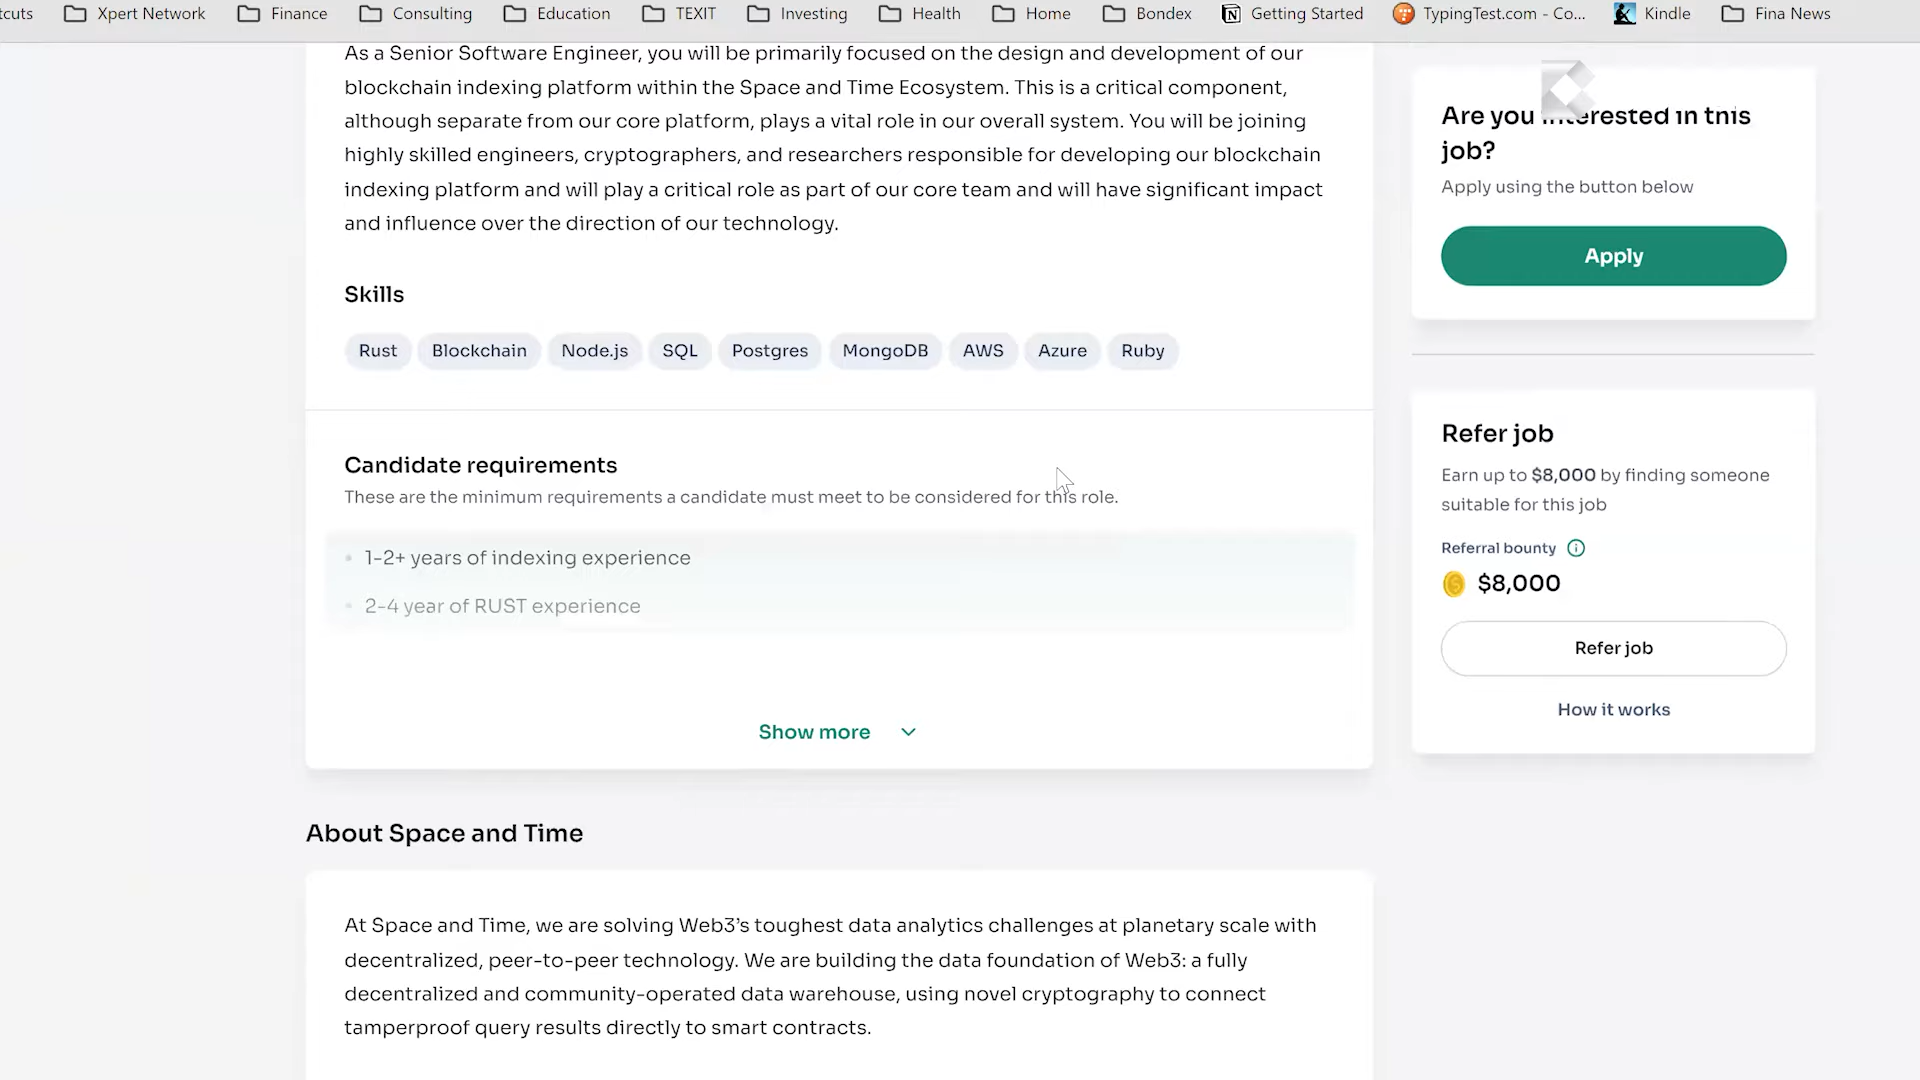 tcuts Xpert Network Finance Consulting Education TEXIT Investing Health Home Bondex Getting Started TypingTest.com - Co... Kindle Fina News
As a Senior Software Engineer, you will be primarily focused on the design and development of our
blockchain indexing platform within the Space and Time Ecosystem. This is a critical component,
although separate from our core platform, plays a vital role in our overall system. You will be joining
highly skilled engineers, cryptographers, and researchers responsible for developing our blockchain
indexing platform and will play a critical role as part of our core team and will have significant impact
and influence over the direction of our technology.
Skills
Rust Blockchain Node.js SQL Postgres MongoDB AWS Azure Ruby
Candidate requirements
These are the minimum requirements a candidate must meet to be considered for this role.
1-2+ years of indexing experience
2-4 year of RUST experience
Show more
About Space and Time
At Space and Time, we are solving Web3’s toughest data analytics challenges at planetary scale with
decentralized, peer-to-peer technology. We are building the data foundation of Web3: a fully
decentralized and community-operated data warehouse, using novel cryptography to connect
tamperproof query results directly to smart contracts.
Are you interested in this
job?
Apply using the button below
Apply
Refer job
Earn up to $8,000 by finding someone
suitable for this job
Referral bounty
$8,000
Refer job
How it works